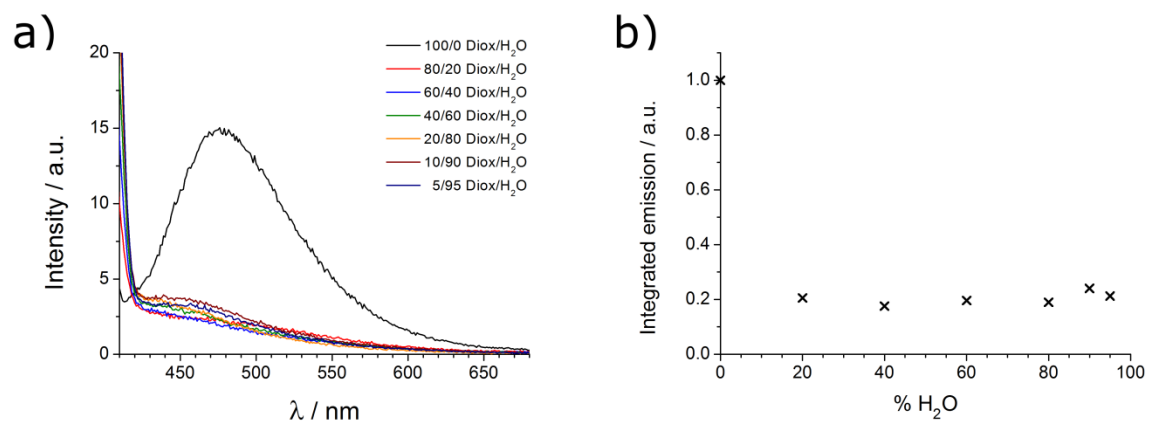 a)
20
15
10
5
0
Intensity / a.u.
450
500
550
600
650
λ / nm
100/0 Diox/H₂O
80/20 Diox/H₂O
60/40 Diox/H₂O
40/60 Diox/H₂O
20/80 Diox/H₂O
10/90 Diox/H₂O
5/95 Diox/H₂O
b)
1.0
0.8
0.6
0.4
0.2
0.0
Integrated emission / a.u.
0
20
40
60
80
100
% H₂O